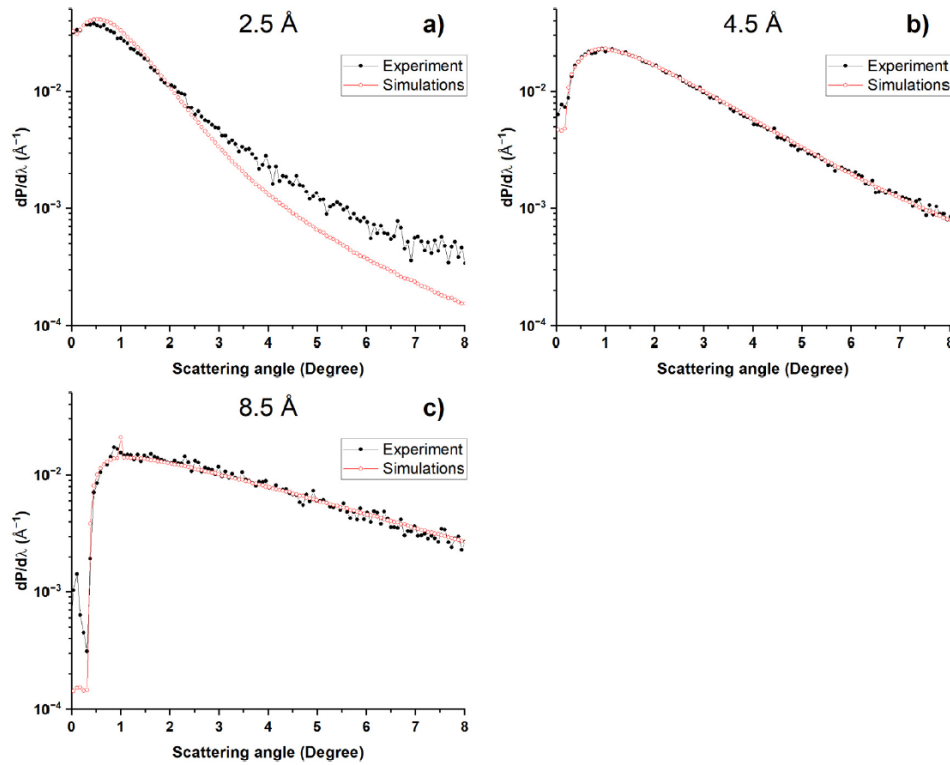 2.5 Å
a)
Experiment
Simulations
10⁻²
10⁻³
10⁻⁴
dP/dλ (Å⁻¹)
0 1 2 3 4 5 6 7 8
Scattering angle (Degree)
4.5 Å
b)
Experiment
Simulations
10⁻²
10⁻³
10⁻⁴
dP/dλ (Å⁻¹)
0 1 2 3 4 5 6 7 8
Scattering angle (Degree)
8.5 Å
c)
Experiment
Simulations
10⁻²
10⁻³
10⁻⁴
dP/dλ (Å⁻¹)
0 1 2 3 4 5 6 7 8
Scattering angle (Degree)